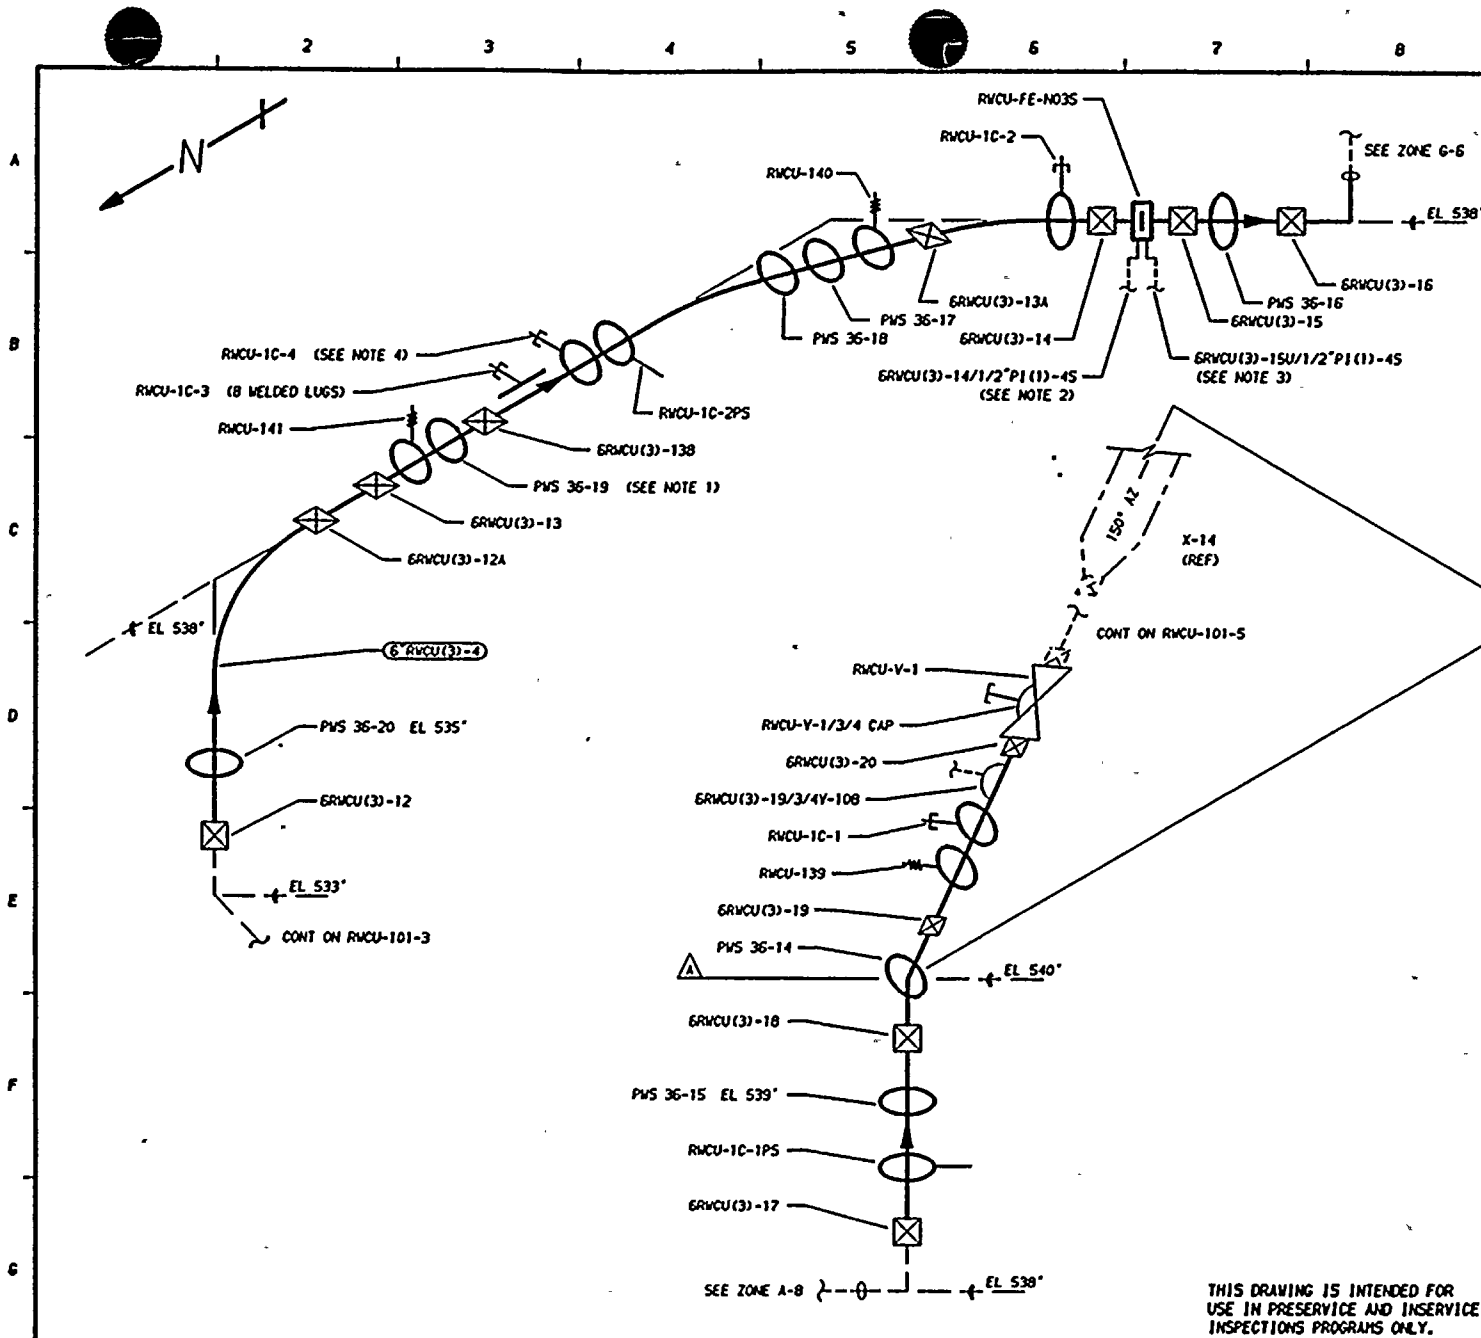 2 3 4 5 6 7 8
A
B
C
D
E
F
G
N
RWCU-FE-N03S
RWCU-1C-2
SEE ZONE G-6
RWCU-140
EL 538'
6RWCU(3)-16
6RWCU(3)-13A
PWS 36-16
PWS 36-17
6RWCU(3)-15
PWS 36-18
6RWCU(3)-14
RWCU-1C-4 (SEE NOTE 4)
6RWCU(3)-15U/1/2"PI(1)-4S
(SEE NOTE 3)
6RWCU(3)-14/1/2"PI(1)-4S
(SEE NOTE 2)
RWCU-1C-3 (8 WELDED LUGS)
RWCU-1C-2PS
RWCU-141
6RWCU(3)-13B
PWS 36-19 (SEE NOTE 1)
6RWCU(3)-13
6RWCU(3)-12A
150° AZ
X-14
(REF)
EL 538'
CONT ON RWCU-101-5
6"RWCU(3)-4
RWCU-V-1
RWCU-V-1/3/4 CAP
PWS 36-20 EL 535'
6RWCU(3)-20
6RWCU(3)-19/3/4V-108
6RWCU(3)-12
RWCU-1C-1
RWCU-139
EL 533'
6RWCU(3)-19
CONT ON RWCU-101-3
PWS 36-14
A
EL 540'
6RWCU(3)-18
PWS 36-15 EL 539'
RWCU-1C-1PS
6RWCU(3)-17
SEE ZONE A-8
EL 538'
THIS DRAWING IS INTENDED FOR
USE IN PRESERVICE AND INSERVICE
INSPECTIONS PROGRAMS ONLY.